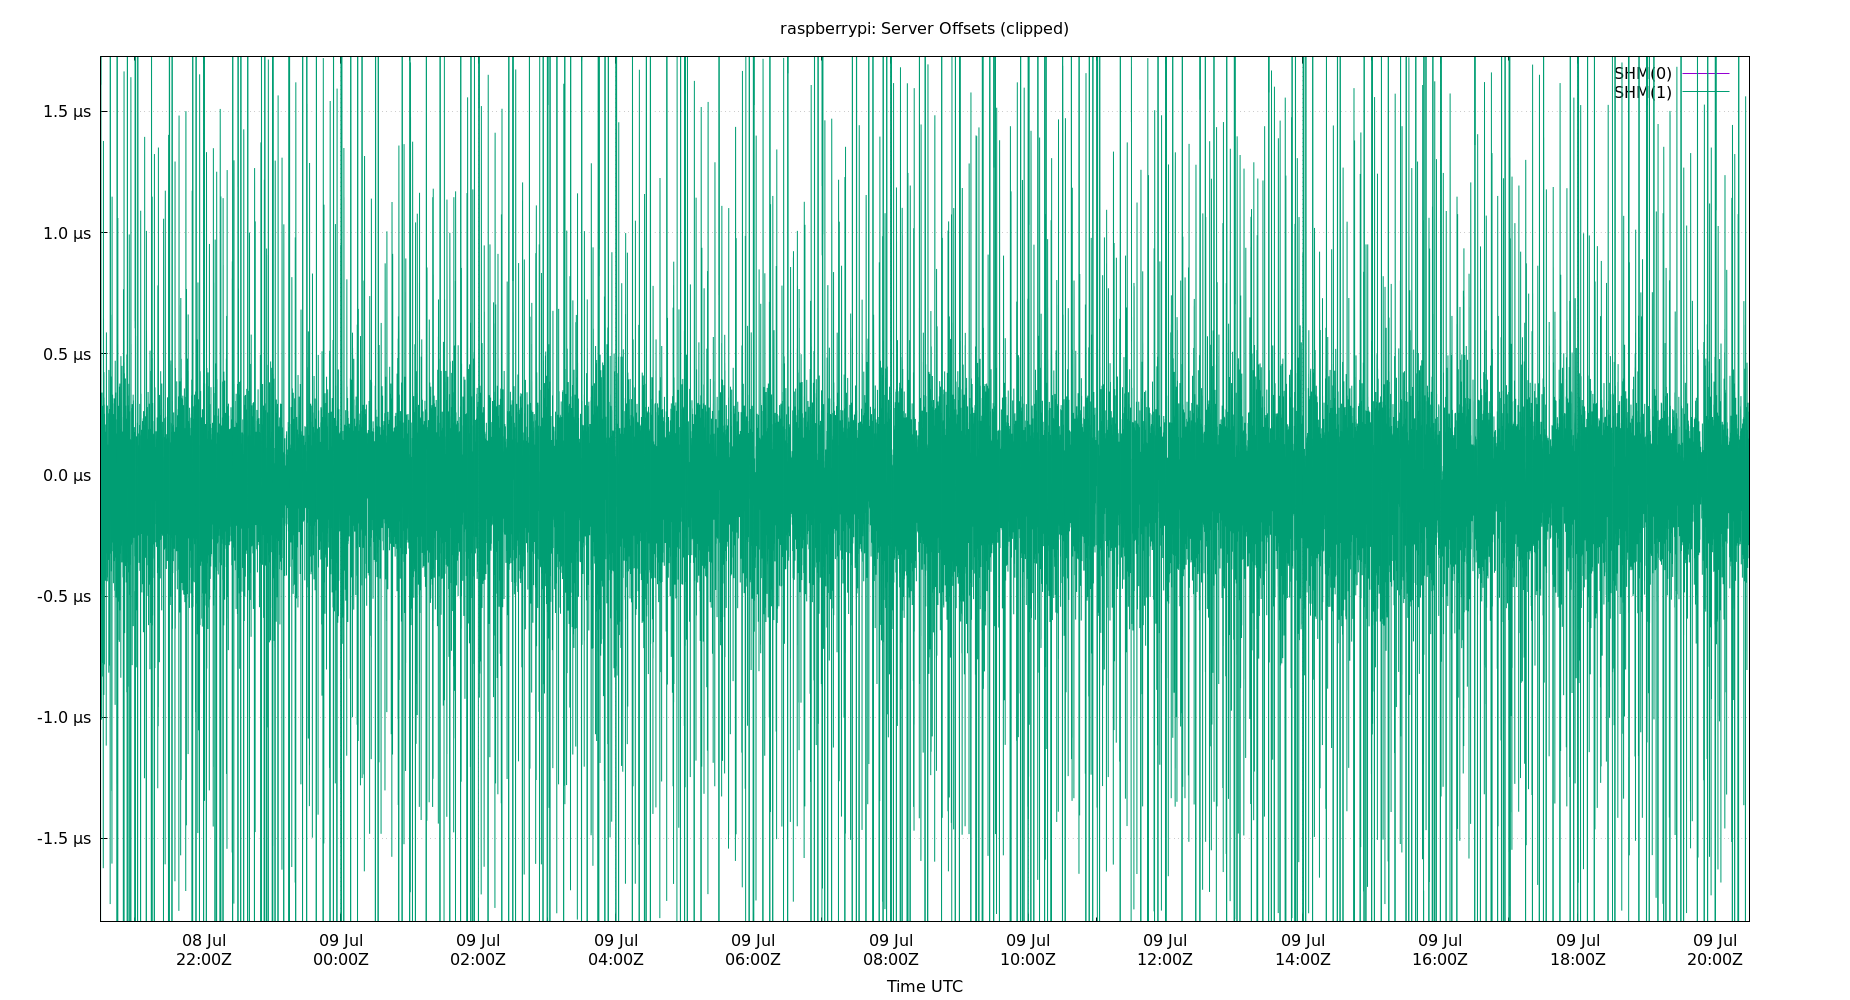 raspberrypi: Server Offsets (clipped)
SHM(0)
SHM(1)
1.5 µs
1.0 µs
0.5 µs
0.0 µs
-0.5 µs
-1.0 µs
-1.5 µs
08 Jul 09 Jul 09 Jul 09 Jul 09 Jul 09 Jul 09 Jul 09 Jul 09 Jul 09 Jul 09 Jul 09 Jul
22:00Z 00:00Z 02:00Z 04:00Z 06:00Z 08:00Z 10:00Z 12:00Z 14:00Z 16:00Z 18:00Z 20:00Z
Time UTC